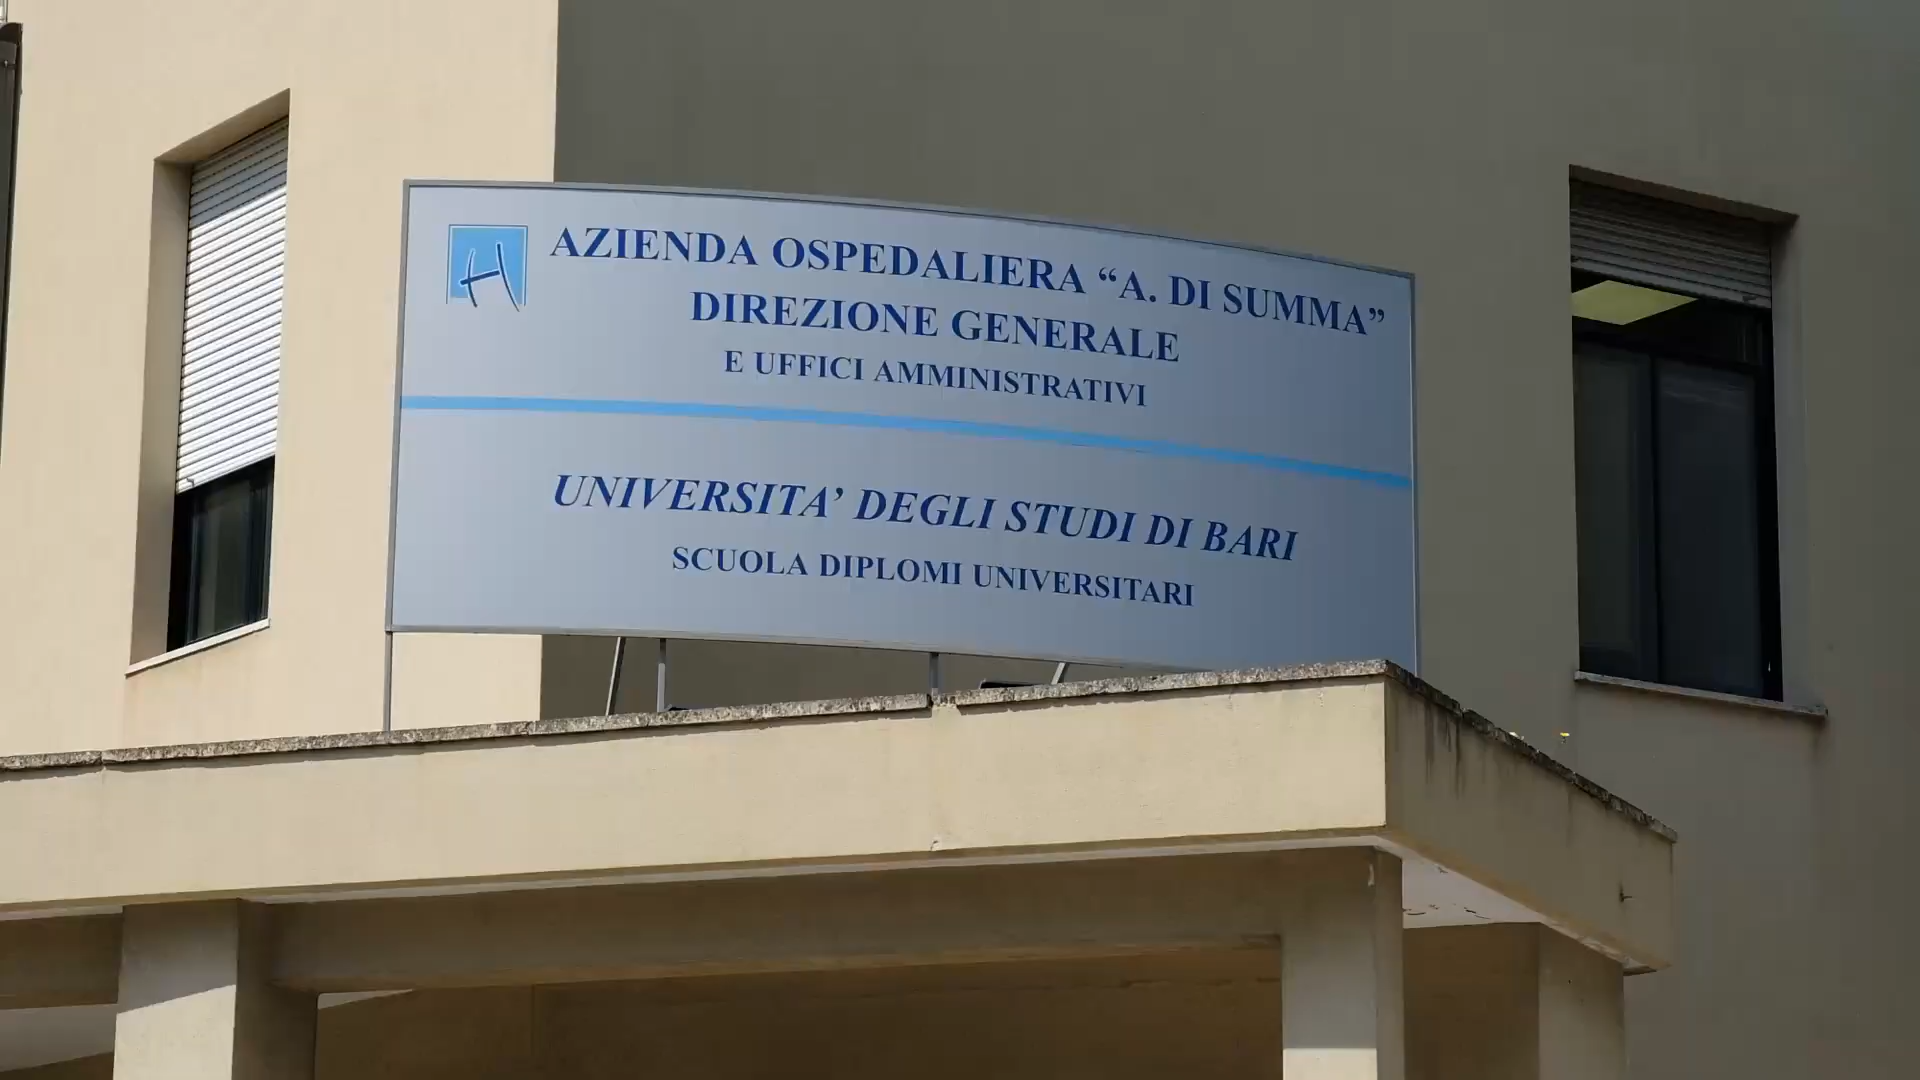 AZIENDA OSPEDALIERA “A. DI SUMMA”
DIREZIONE GENERALE
E UFFICI AMMINISTRATIVI
UNIVERSITA’ DEGLI STUDI DI BARI
SCUOLA DIPLOMI UNIVERSITARI